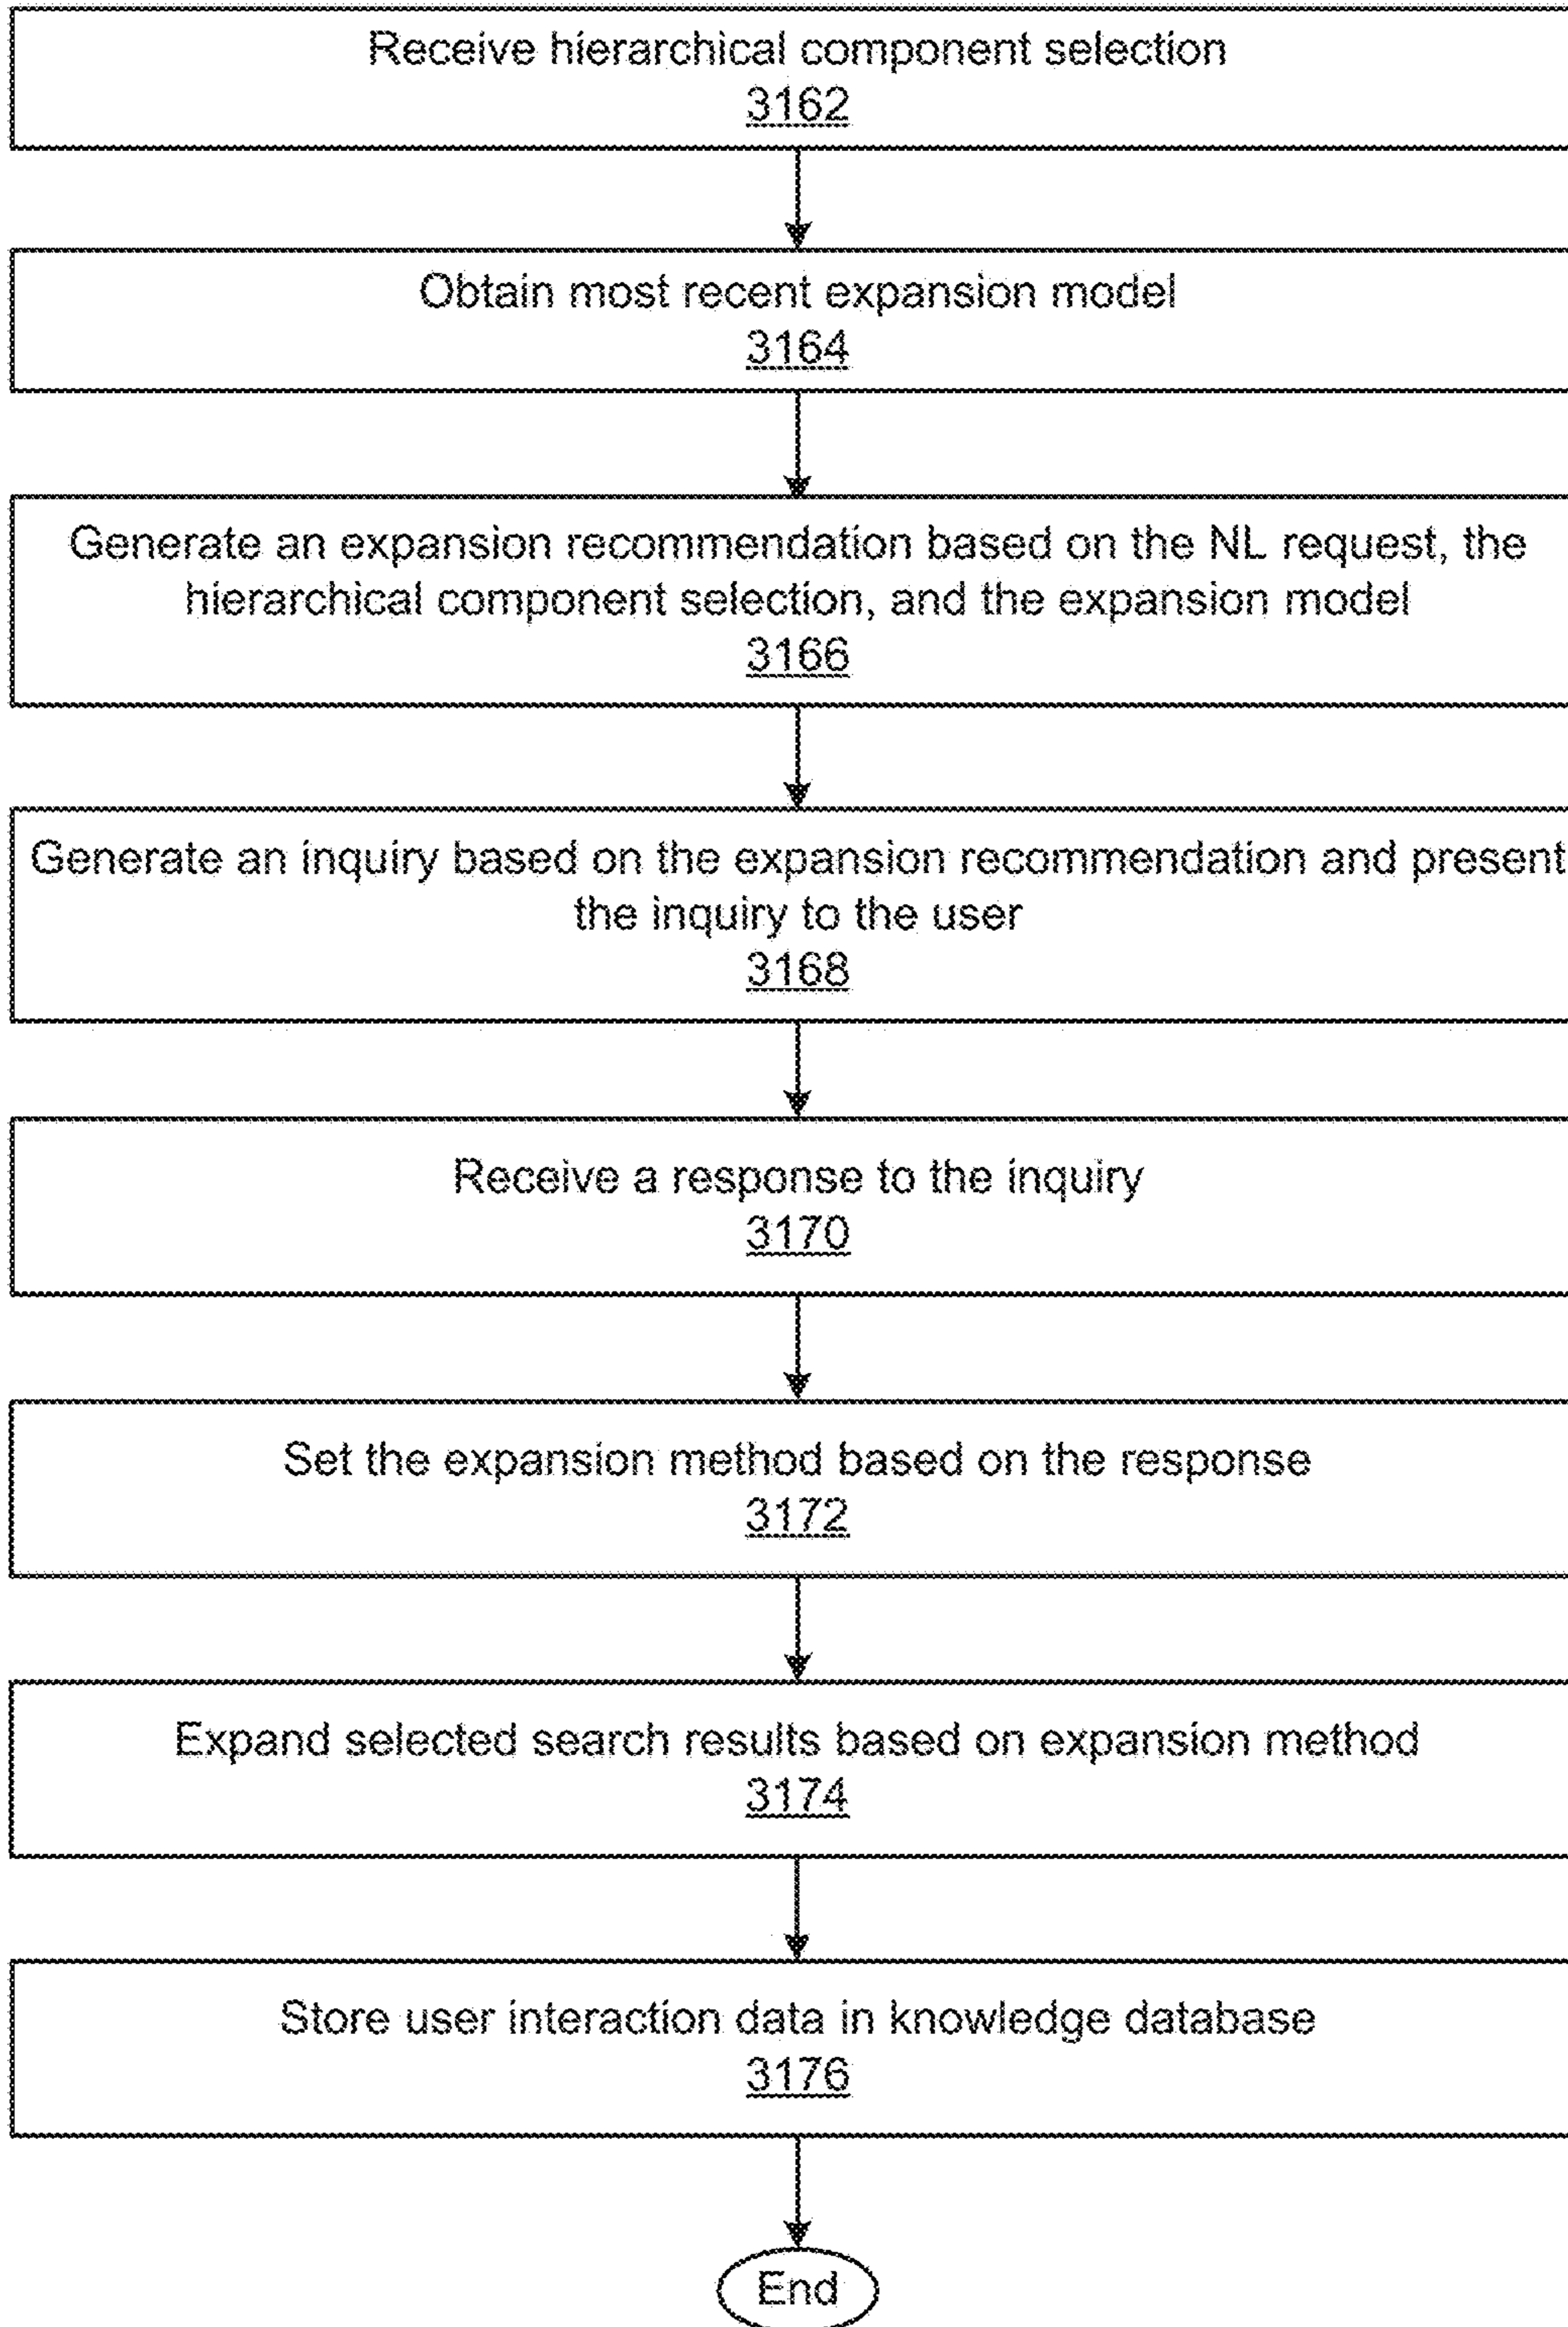 Receive hierarchical component selection
3162
Obtain most recent expansion model
3164
Generate an expansion recommendation based on the NL request, the
hierarchical component selection, and the expansion model
3166
Generate an inquiry based on the expansion recommendation and present
the inquiry to the user
3168
Receive a response to the inquiry
3170
Set the expansion method based on the response
3172
Expand selected search results based on expansion method
3174
Store user interaction data in knowledge database
3176
End